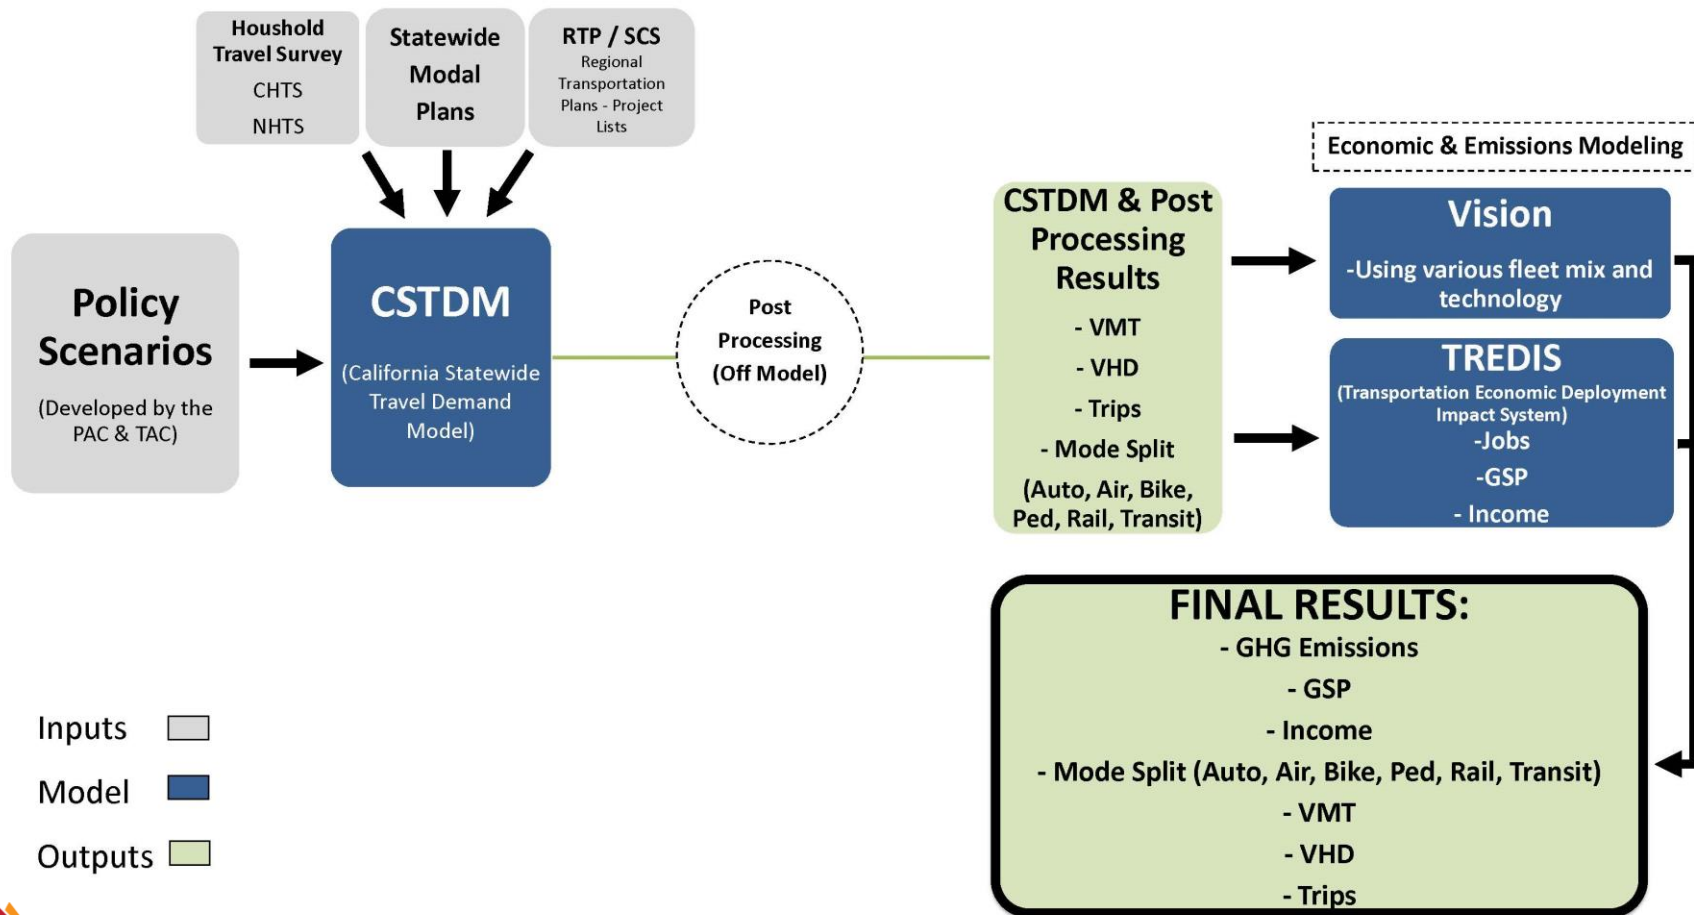 Houshold
Travel Survey
CHTS
NHTS
Statewide
Modal
Plans
RTP / SCS
Regional
Transportation
Plans - Project
Lists
Policy
Scenarios
(Developed by the
PAC & TAC)
CSTDM
(California Statewide
Travel Demand
Model)
Post
Processing
(Off Model)
CSTDM & Post
Processing
Results
- VMT
- VHD
- Trips
- Mode Split
(Auto, Air, Bike,
Ped, Rail, Transit)
Economic & Emissions Modeling
Vision
-Using various fleet mix and
technology
TREDIS
(Transportation Economic Deployment
Impact System)
-Jobs
-GSP
- Income
FINAL RESULTS:
- GHG Emissions
- GSP
- Income
- Mode Split (Auto, Air, Bike, Ped, Rail, Transit)
- VMT
- VHD
- Trips
Inputs
Model
Outputs